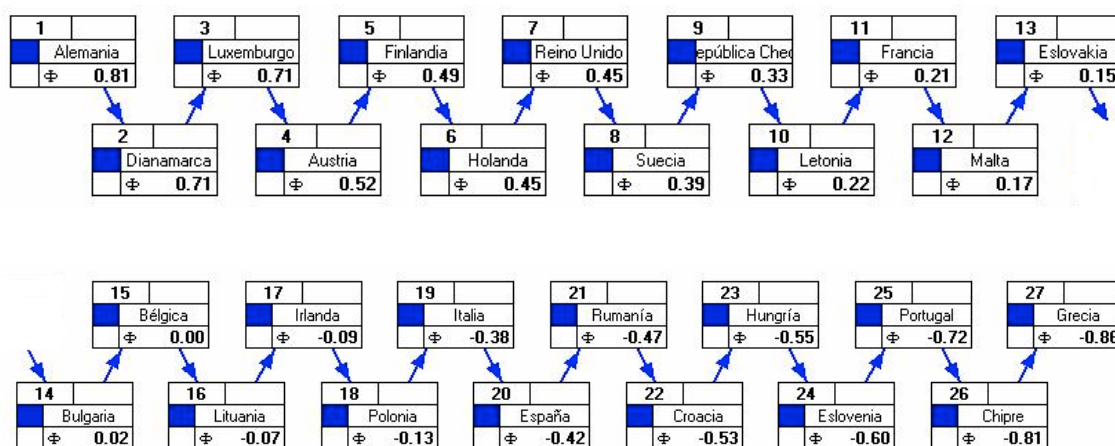 1
Alemania
Φ 0.81
2
Dianamarca
Φ 0.71
3
Luxemburgo
Φ 0.71
4
Austria
Φ 0.52
5
Finlandia
Φ 0.49
6
Holanda
Φ 0.45
7
Reino Unido
Φ 0.45
8
Suecia
Φ 0.39
9
epública Chec
Φ 0.33
10
Letonia
Φ 0.22
11
Francia
Φ 0.21
12
Malta
Φ 0.17
13
Eslovakia
Φ 0.15
14
Bulgaria
Φ 0.02
15
Bélgica
Φ 0.00
16
Lituania
Φ -0.07
17
Irlanda
Φ -0.09
18
Polonia
Φ -0.13
19
Italia
Φ -0.38
20
España
Φ -0.42
21
Rumanía
Φ -0.47
22
Croacia
Φ -0.53
23
Hungría
Φ -0.55
24
Eslovenia
Φ -0.60
25
Portugal
Φ -0.72
26
Chipre
Φ -0.81
27
Grecia
Φ -0.86